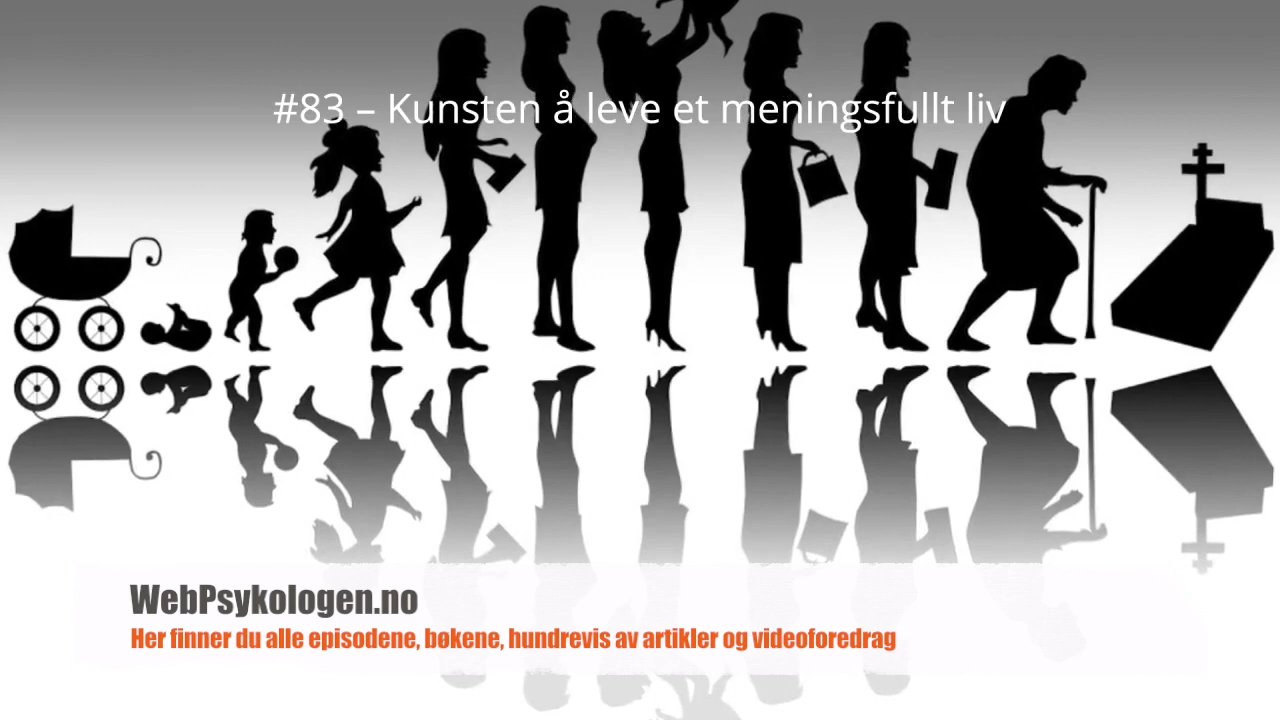 #83 – Kunsten å leve et meningsfullt liv
WebPsykologen.no
Her finner du alle episodene, bøkene, hundrevis av artikler og videoforedrag